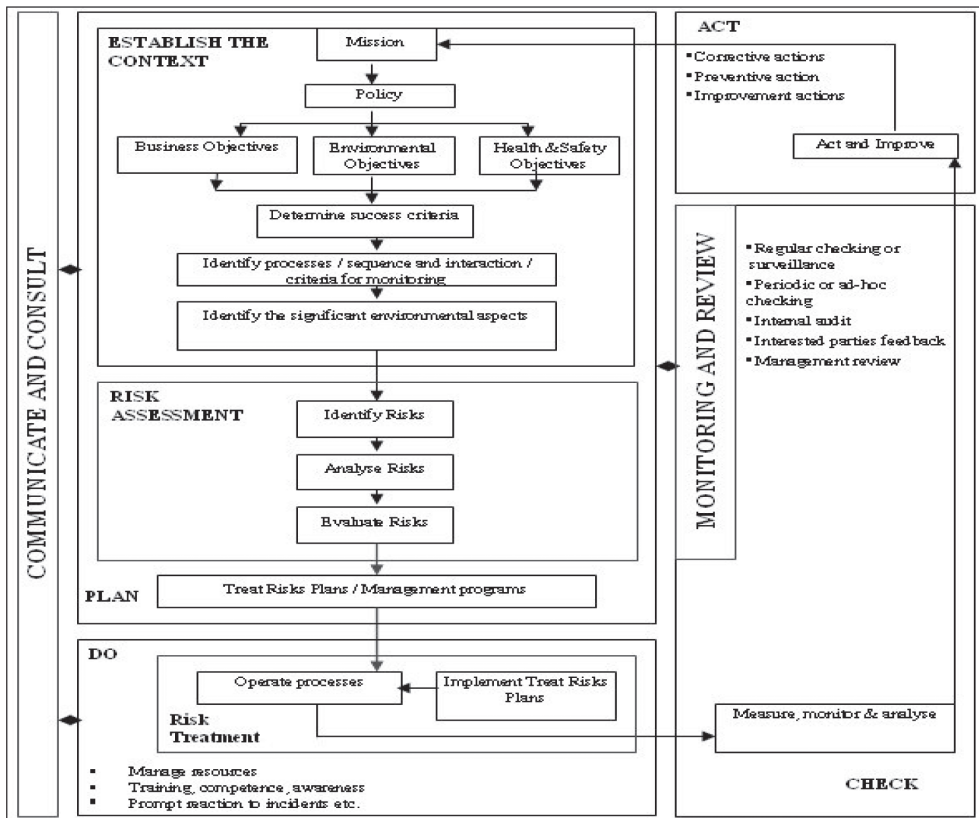 COMMUNICATE AND CONSULT
ESTABLISH THE
CONTEXT
Mission
Policy
Business Objectives
Environmental
Objectives
Health & Safety
Objectives
Determine success criteria
Identify processes / sequence and interaction /
criteria for monitoring
Identify the significant environmental aspects
RISK
ASSESSMENT
Identify Risks
Analyse Risks
Evaluate Risks
PLAN
Treat Risks Plans / Management programs
DO
Operate processes
Implement Treat Risks
Plans
Risk
Treatment
▪ Manage resources
▪ Training, competence, awareness
▪ Prompt reaction to incidents etc.
ACT
▪ Corrective actions
▪ Preventive action
▪ Improvement actions
Act and Improve
MONITORING AND REVIEW
▪ Regular checking or
surveillance
▪ Periodic or ad-hoc
checking
▪ Internal audit
▪ Interested parties feedback
▪ Management review
Measure, monitor & analyse
CHECK